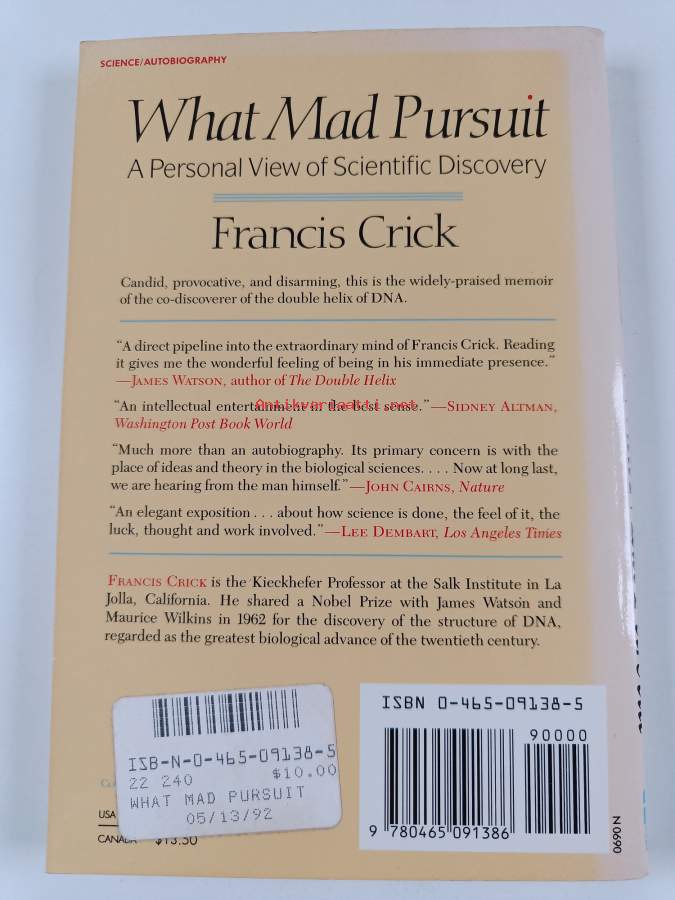 SCIENCE/AUTOBIOGRAPHY
What Mad Pursuit
A Personal View of Scientific Discovery
Francis Crick
Candid, provocative, and disarming, this is the widely-praised memoir
of the co-discoverer of the double helix of DNA.
“A direct pipeline into the extraordinary mind of Francis Crick. Reading
it gives me the wonderful feeling of being in his immediate presence.”
—JAMES WATSON, author of The Double Helix
“An intellectual entertainment in the best sense.”—SIDNEY ALTMAN,
Antikvariaatti.net
Washington Post Book World
“Much more than an autobiography. Its primary concern is with the
place of ideas and theory in the biological sciences. . . . Now at long last,
we are hearing from the man himself.”—JOHN CAIRNS, Nature
“An elegant exposition . . . about how science is done, the feel of it, the
luck, thought and work involved.”—LEE DEMBART, Los Angeles Times
FRANCIS CRICK is the Kieckhefer Professor at the Salk Institute in La
Jolla, California. He shared a Nobel Prize with James Watson and
Maurice Wilkins in 1962 for the discovery of the structure of DNA,
regarded as the greatest biological advance of the twentieth century.
ISB-N-0-465-09138-5
22 240 $10.00
WHAT MAD PURSUIT
05/13/92
USA
CANADA $13.50
ISBN 0-465-09138-5
90000
9 780465 091386
0690 N